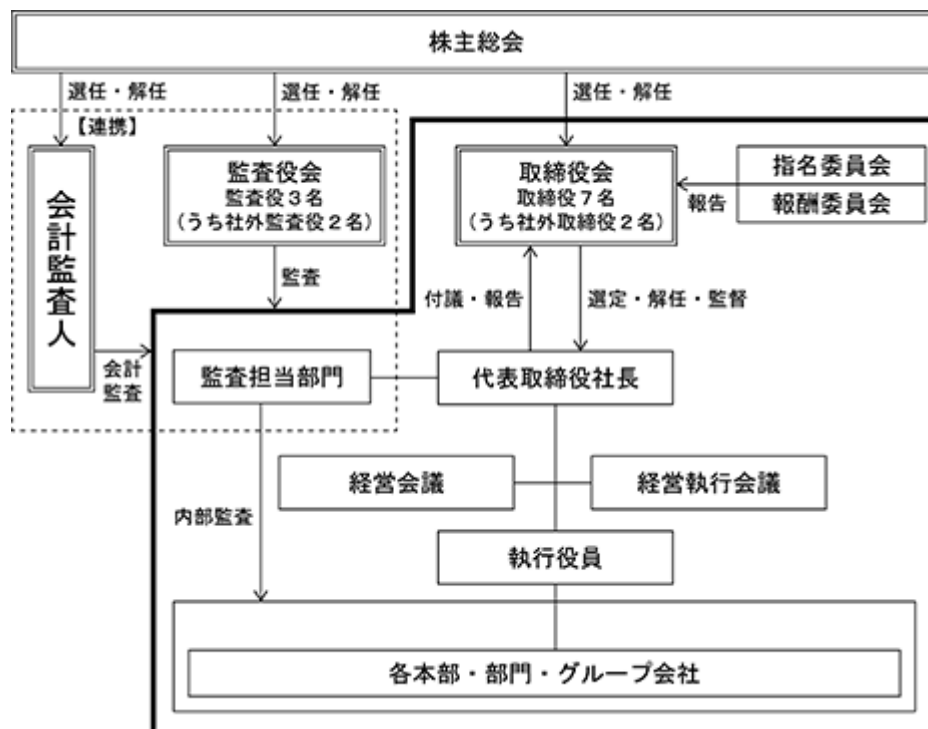 株主総会
選任・解任
選任・解任
選任・解任
【連携】
会計監査人
監査役会
監査役3名
(うち社外監査役2名)
取締役会
取締役7名
(うち社外取締役2名)
指名委員会
報酬委員会
報告
監査
付議・報告
選定・解任・監督
会計
監査
監査担当部門
代表取締役社長
経営会議
経営執行会議
内部監査
執行役員
各本部・部門・グループ会社